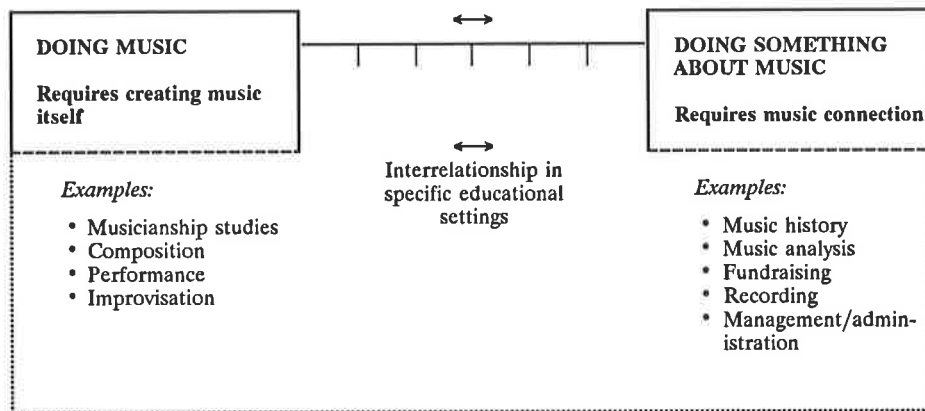 DOING MUSIC
Requires creating music
itself
Examples:
• Musicianship studies
• Composition
• Performance
• Improvisation
Interrelationship in
specific educational
settings
DOING SOMETHING
ABOUT MUSIC
Requires music connection
Examples:
• Music history
• Music analysis
• Fundraising
• Recording
• Management/admin-
istration